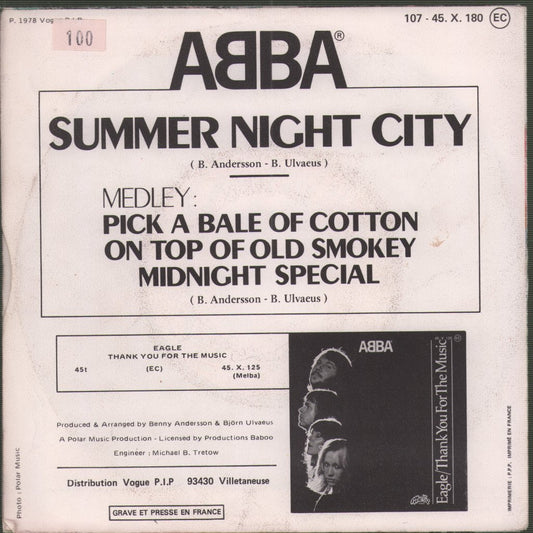 P. 1978 Vogue P.I.P.
100
107 - 45. X. 180 EC
ABBA®
SUMMER NIGHT CITY
( B. Andersson - B. Ulvaeus )
MEDLEY :
PICK A BALE OF COTTON
ON TOP OF OLD SMOKEY
MIDNIGHT SPECIAL
( B. Andersson - B. Ulvaeus )
EAGLE
THANK YOU FOR THE MUSIC
45t (EC) 45. X. 125
(Melba)
ABBA
Eagle/Thank You For The Music
Produced & Arranged by Benny Andersson & Björn Ulvaeus
A Polar Music Production - Licensed by Productions Baboo
Engineer : Michael B. Tretow
Distribution Vogue P.I.P 93430 Villetaneuse
GRAVE ET PRESSE EN FRANCE
Photo : Polar Music
IMPRIMERIE : P.P.P. IMPRIMÉ EN FRANCE